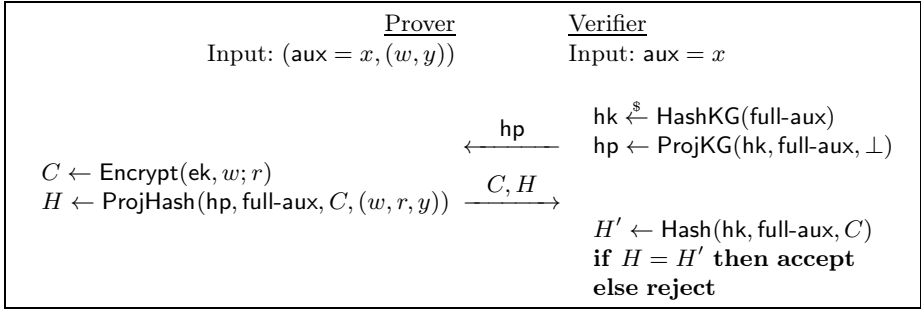 Prover Verifier
Input: (aux = x, (w, y)) Input: aux = x
hk ←$ HashKG(full-aux)
hp
hp ← ProjKG(hk, full-aux, ⊥)
C ← Encrypt(ek, w; r)
H ← ProjHash(hp, full-aux, C, (w, r, y)) C, H
H′ ← Hash(hk, full-aux, C)
if H = H′ then accept
else reject